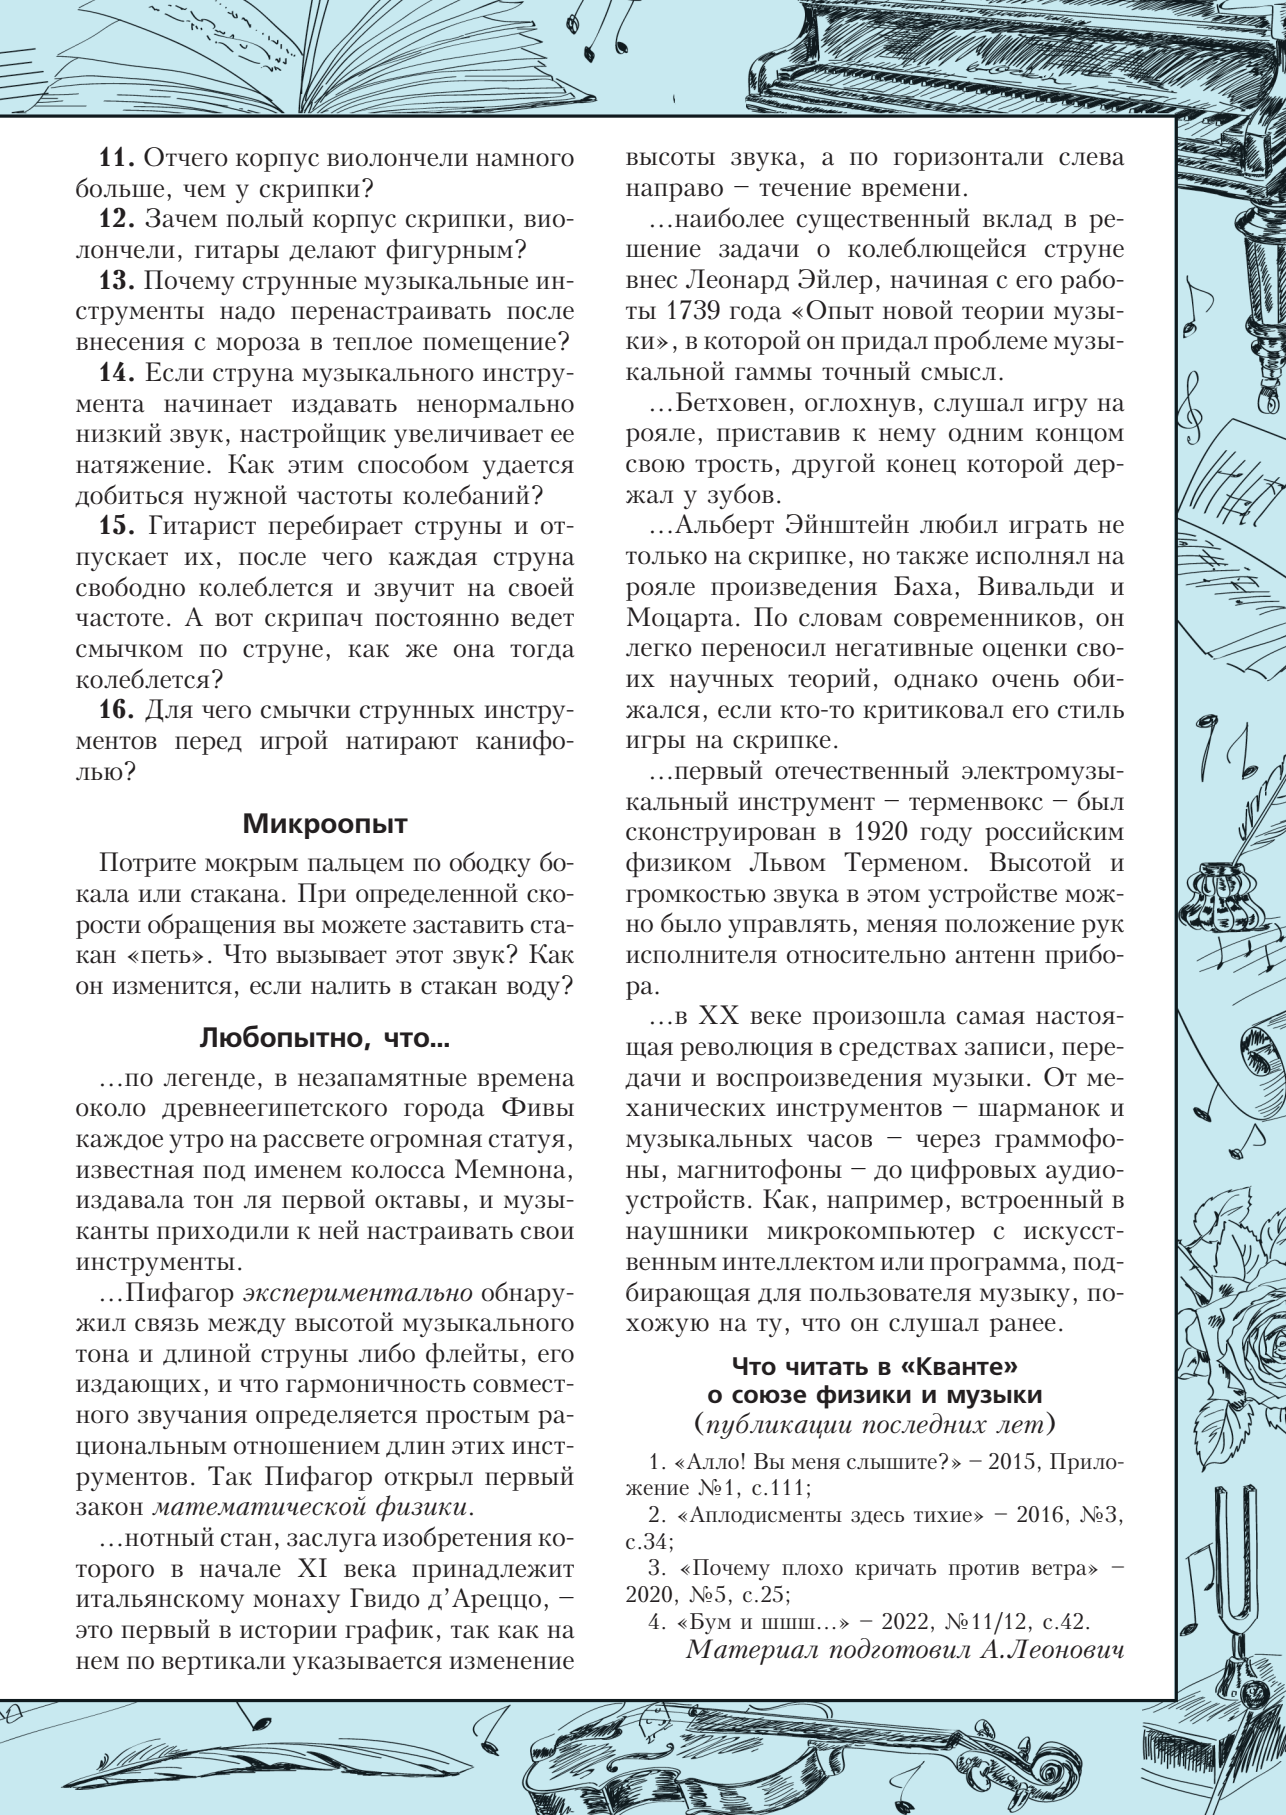 11. Отчего корпус виолончели намного
больше, чем у скрипки?
12. Зачем полый корпус скрипки, вио-
лончели, гитары делают фигурным?
13. Почему струнные музыкальные ин-
струменты надо перенастраивать после
внесения с мороза в теплое помещение?
14. Если струна музыкального инстру-
мента начинает издавать ненормально
низкий звук, настройщик увеличивает ее
натяжение. Как этим способом удается
добиться нужной частоты колебаний?
15. Гитарист перебирает струны и от-
пускает их, после чего каждая струна
свободно колеблется и звучит на своей
частоте. А вот скрипач постоянно ведет
смычком по струне, как же она тогда
колеблется?
16. Для чего смычки струнных инстру-
ментов перед игрой натирают канифо-
лью?
Микроопыт
Потрите мокрым пальцем по ободку бо-
кала или стакана. При определенной ско-
рости обращения вы можете заставить ста-
кан «петь». Что вызывает этот звук? Как
он изменится, если налить в стакан воду?
Любопытно, что...
...по легенде, в незапамятные времена
около древнеегипетского города Фивы
каждое утро на рассвете огромная статуя,
известная под именем колосса Мемнона,
издавала тон ля первой октавы, и музы-
канты приходили к ней настраивать свои
инструменты.
...Пифагор экспериментально обнару-
жил связь между высотой музыкального
тона и длиной струны либо флейты, его
издающих, и что гармоничность совмест-
ного звучания определяется простым ра-
циональным отношением длин этих инст-
рументов. Так Пифагор открыл первый
закон математической физики.
...нотный стан, заслуга изобретения ко-
торого в начале XI века принадлежит
итальянскому монаху Гвидо д'Ареццо, –
это первый в истории график, так как на
нем по вертикали указывается изменение
высоты звука, а по горизонтали слева
направо – течение времени.
...наиболее существенный вклад в ре-
шение задачи о колеблющейся струне
внес Леонард Эйлер, начиная с его рабо-
ты 1739 года «Опыт новой теории музы-
ки», в которой он придал проблеме музы-
кальной гаммы точный смысл.
...Бетховен, оглохнув, слушал игру на
рояле, приставив к нему одним концом
свою трость, другой конец которой дер-
жал у зубов.
...Альберт Эйнштейн любил играть не
только на скрипке, но также исполнял на
рояле произведения Баха, Вивальди и
Моцарта. По словам современников, он
легко переносил негативные оценки сво-
их научных теорий, однако очень оби-
жался, если кто-то критиковал его стиль
игры на скрипке.
...первый отечественный электромузы-
кальный инструмент – терменвокс – был
сконструирован в 1920 году российским
физиком Львом Терменом. Высотой и
громкостью звука в этом устройстве мож-
но было управлять, меняя положение рук
исполнителя относительно антенн прибо-
ра.
...в XX веке произошла самая настоя-
щая революция в средствах записи, пере-
дачи и воспроизведения музыки. От ме-
ханических инструментов – шарманок и
музыкальных часов – через граммофо-
ны, магнитофоны – до цифровых аудио-
устройств. Как, например, встроенный в
наушники микрокомпьютер с искусст-
венным интеллектом или программа, под-
бирающая для пользователя музыку, по-
хожую на ту, что он слушал ранее.
Что читать в «Кванте»
о союзе физики и музыки
(публикации последних лет)
1. «Алло! Вы меня слышите?» – 2015, Прило-
жение №1, с.111;
2. «Аплодисменты здесь тихие» – 2016, №3,
с.34;
3. «Почему плохо кричать против ветра» –
2020, №5, с.25;
4. «Бум и шшш...» – 2022, №11/12, с.42.
Материал подготовил А.Леонович